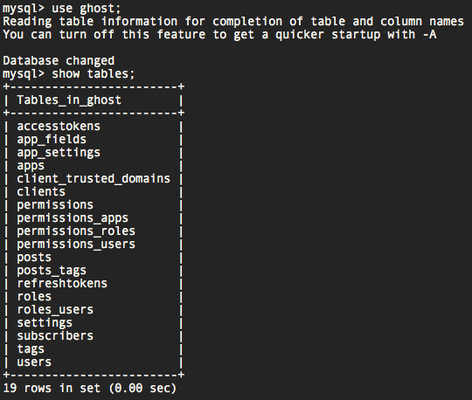 mysql> use ghost;
Reading table information for completion of table and column names
You can turn off this feature to get a quicker startup with -A
Database changed
mysql> show tables;
+------------------------+
| Tables_in_ghost        |
+------------------------+
| accesstokens           |
| app_fields             |
| app_settings           |
| apps                   |
| client_trusted_domains |
| clients                |
| permissions            |
| permissions_apps       |
| permissions_roles      |
| permissions_users      |
| posts                  |
| posts_tags             |
| refreshtokens          |
| roles                  |
| roles_users            |
| settings               |
| subscribers            |
| tags                   |
| users                  |
+------------------------+
19 rows in set (0.00 sec)